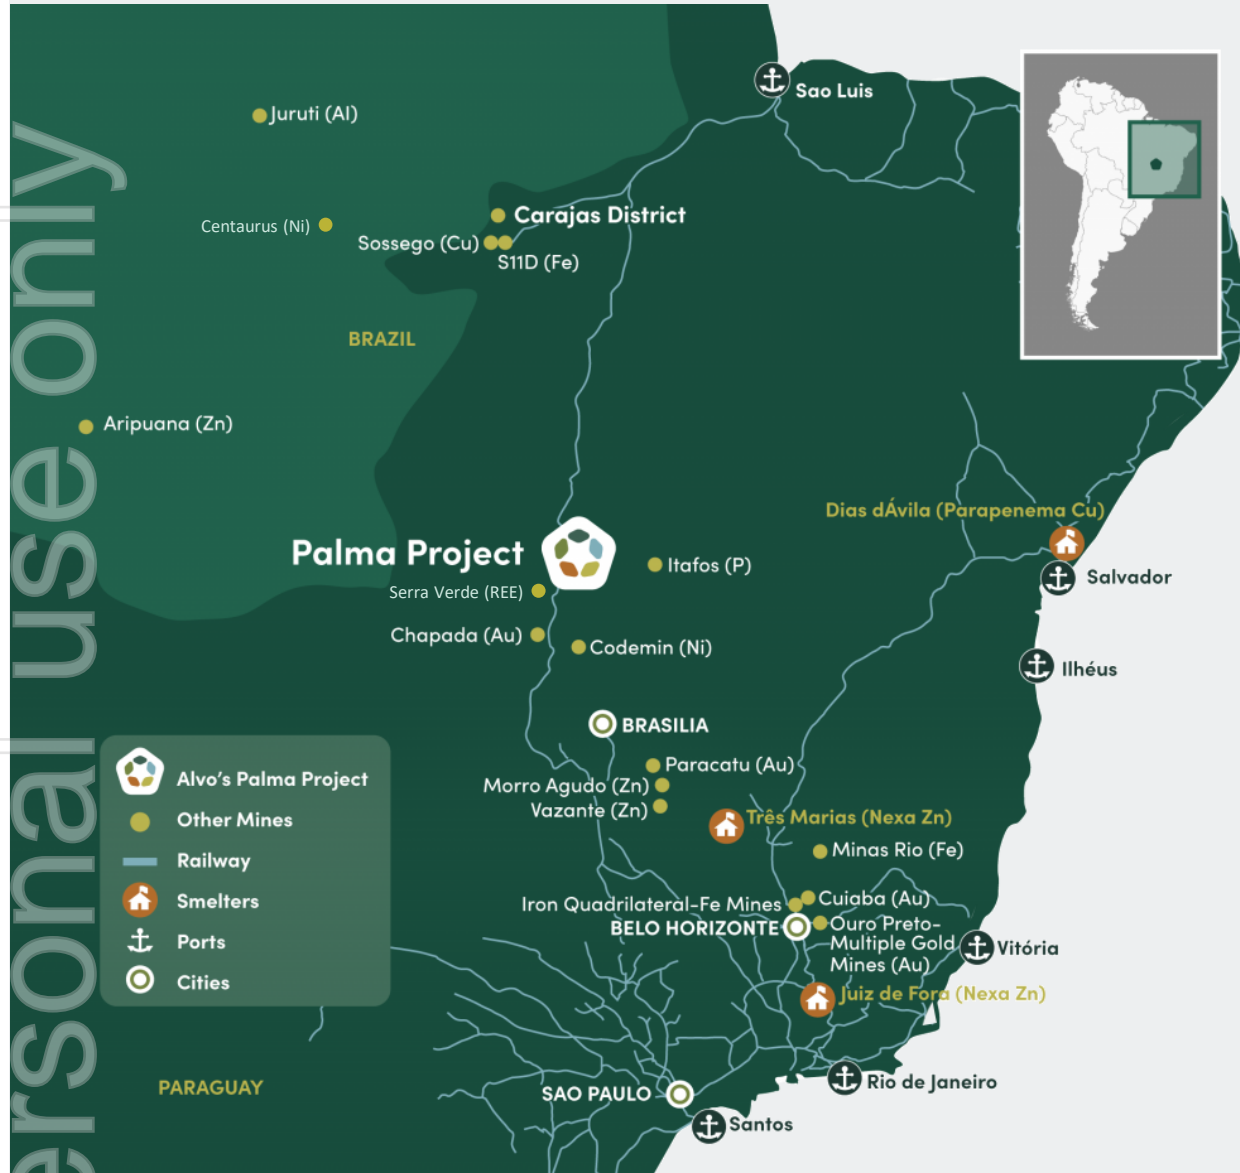 ersonal use only
Sao Luis
Juruti (Al)
Carajas District
Centaurus (Ni)
Sossego (Cu)
S11D (Fe)
BRAZIL
Aripuana (Zn)
Dias dÁvila (Parapenema Cu)
Palma Project
Itafos (P)
Salvador
Serra Verde (REE)
Chapada (Au)
Codemin (Ni)
Ilhéus
BRASILIA
Paracatu (Au)
Morro Agudo (Zn)
Vazante (Zn)
Três Marias (Nexa Zn)
Minas Rio (Fe)
Cuiaba (Au)
Iron Quadrilateral-Fe Mines
BELO HORIZONTE
Ouro Preto-
Multiple Gold
Mines (Au)
Vitória
Juiz de Fora (Nexa Zn)
Rio de Janeiro
SAO PAULO
Santos
PARAGUAY
Alvo's Palma Project
Other Mines
Railway
Smelters
Ports
Cities